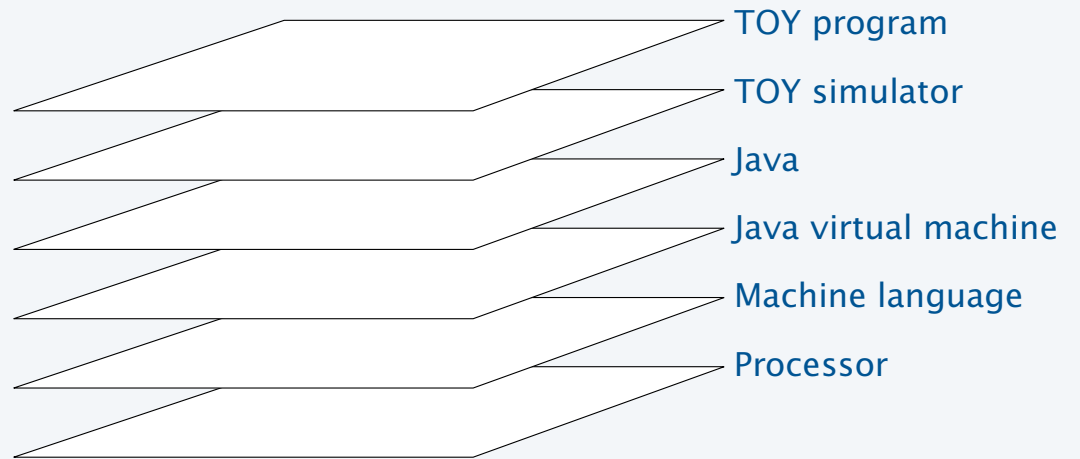 TOY program
TOY simulator
Java
Java virtual machine
Machine language
Processor